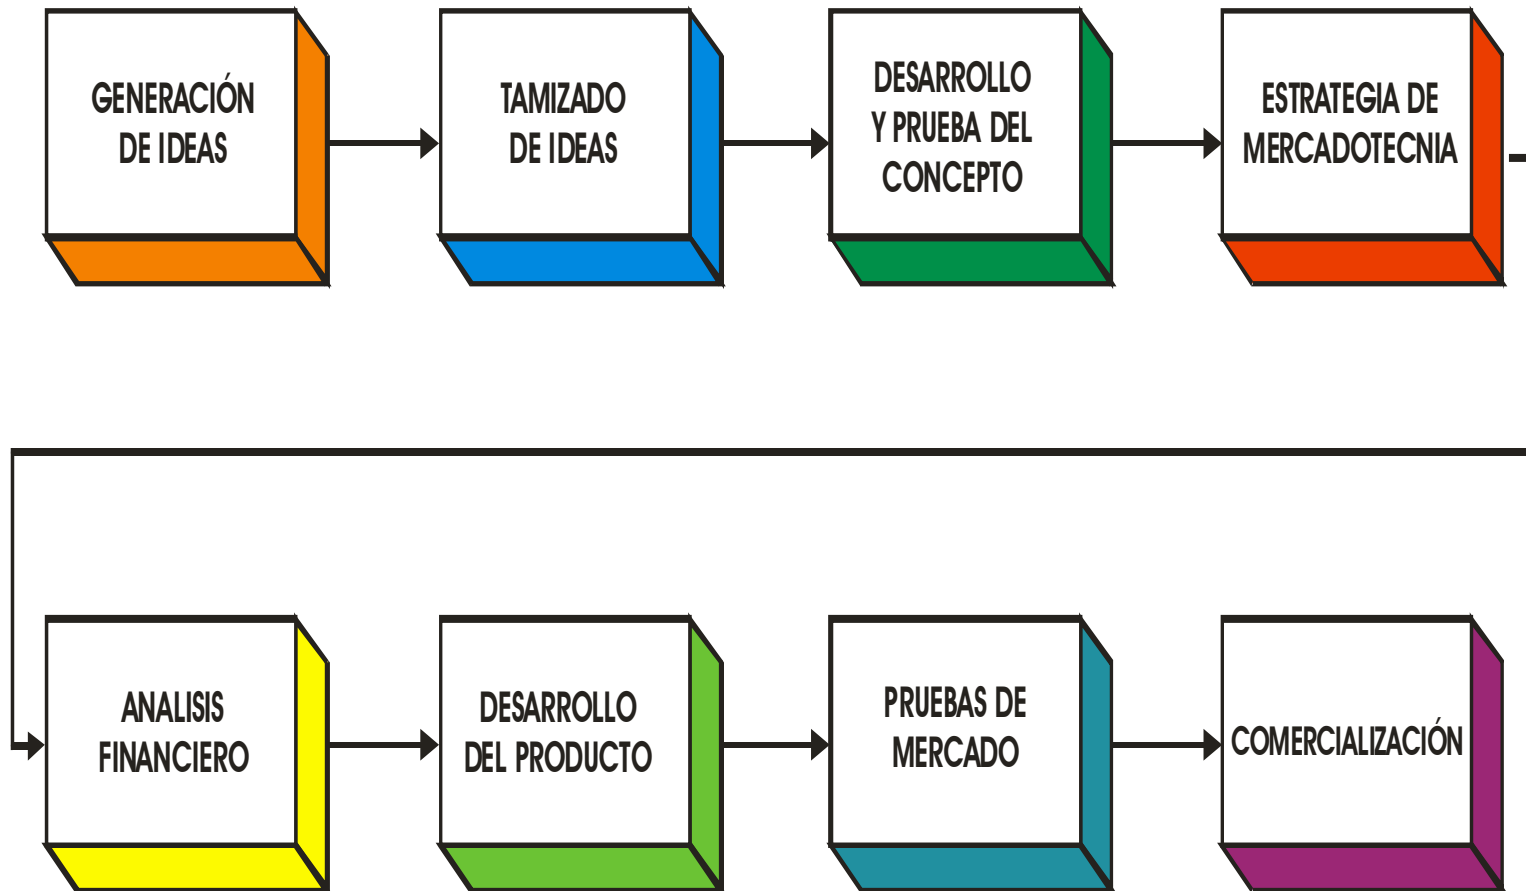 GENERACIÓN
DE IDEAS
TAMIZADO
DE IDEAS
DESARROLLO
Y PRUEBA DEL
CONCEPTO
ESTRATEGIA DE
MERCADOTECNIA
ANALISIS
FINANCIERO
DESARROLLO
DEL PRODUCTO
PRUEBAS DE
MERCADO
COMERCIALIZACIÓN